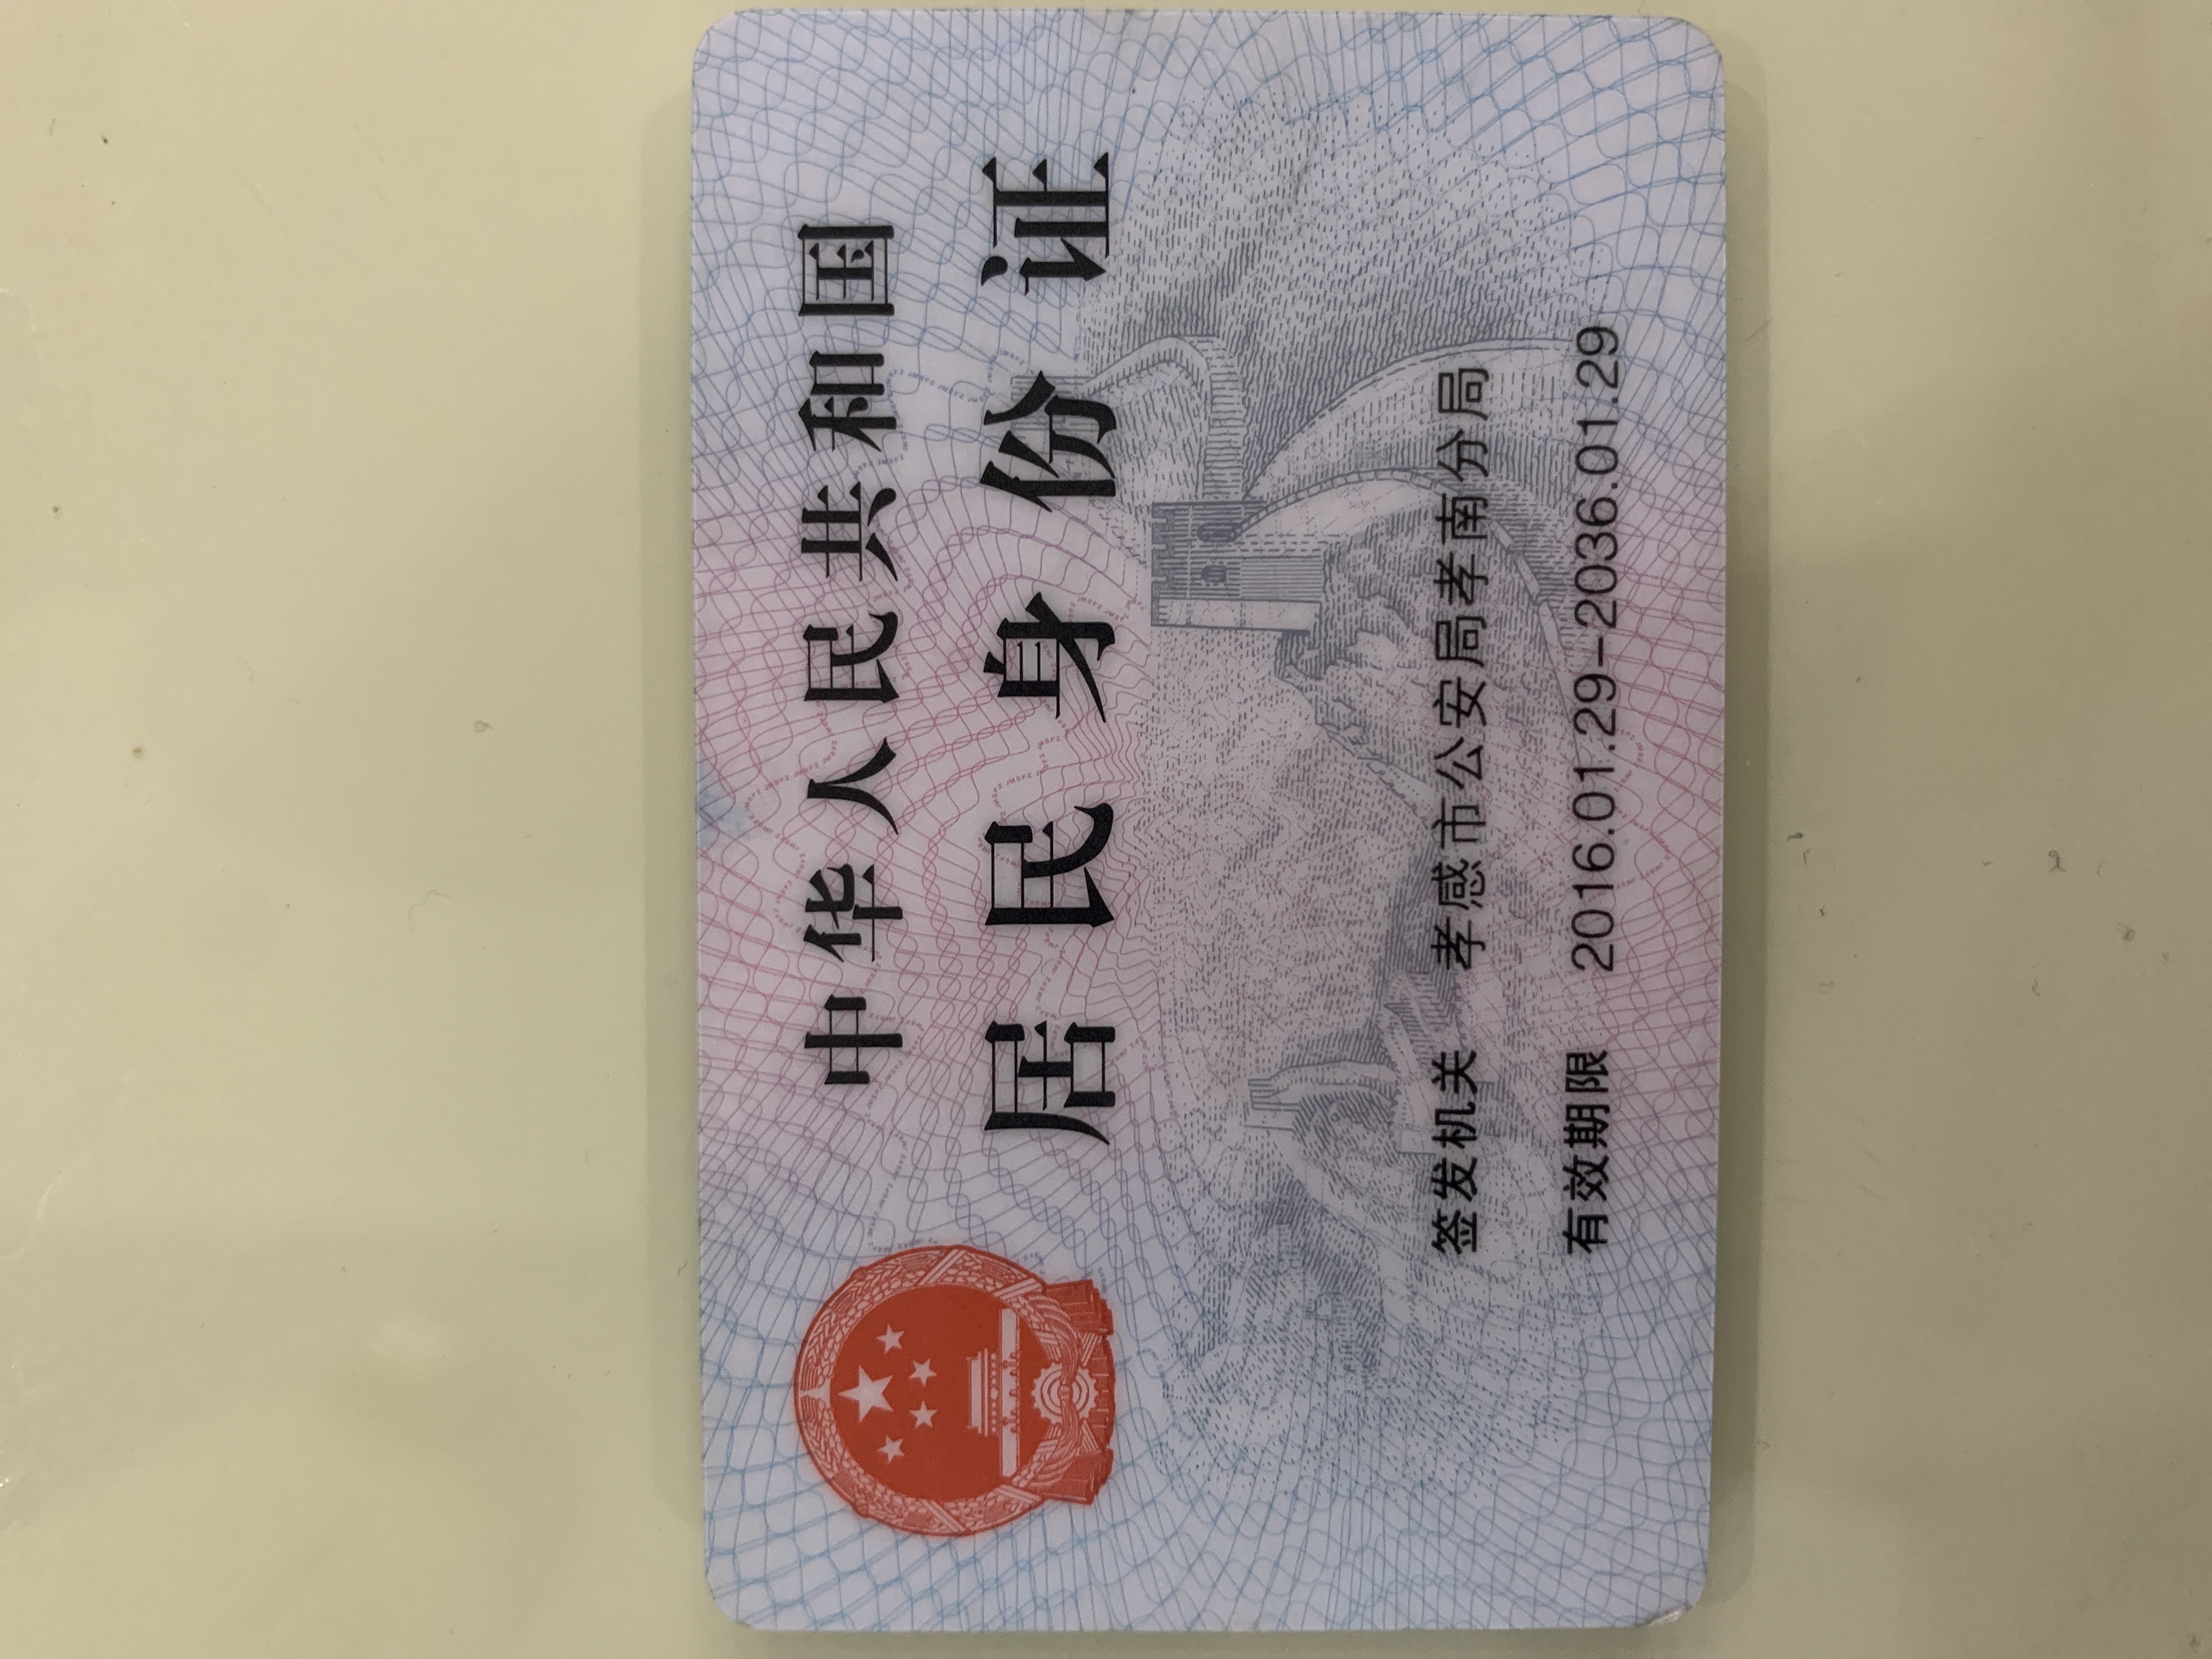 中华人民共和国
居民身份证
签发机关 孝感市公安局孝南分局
有效期限 2016.01.29-2036.01.29